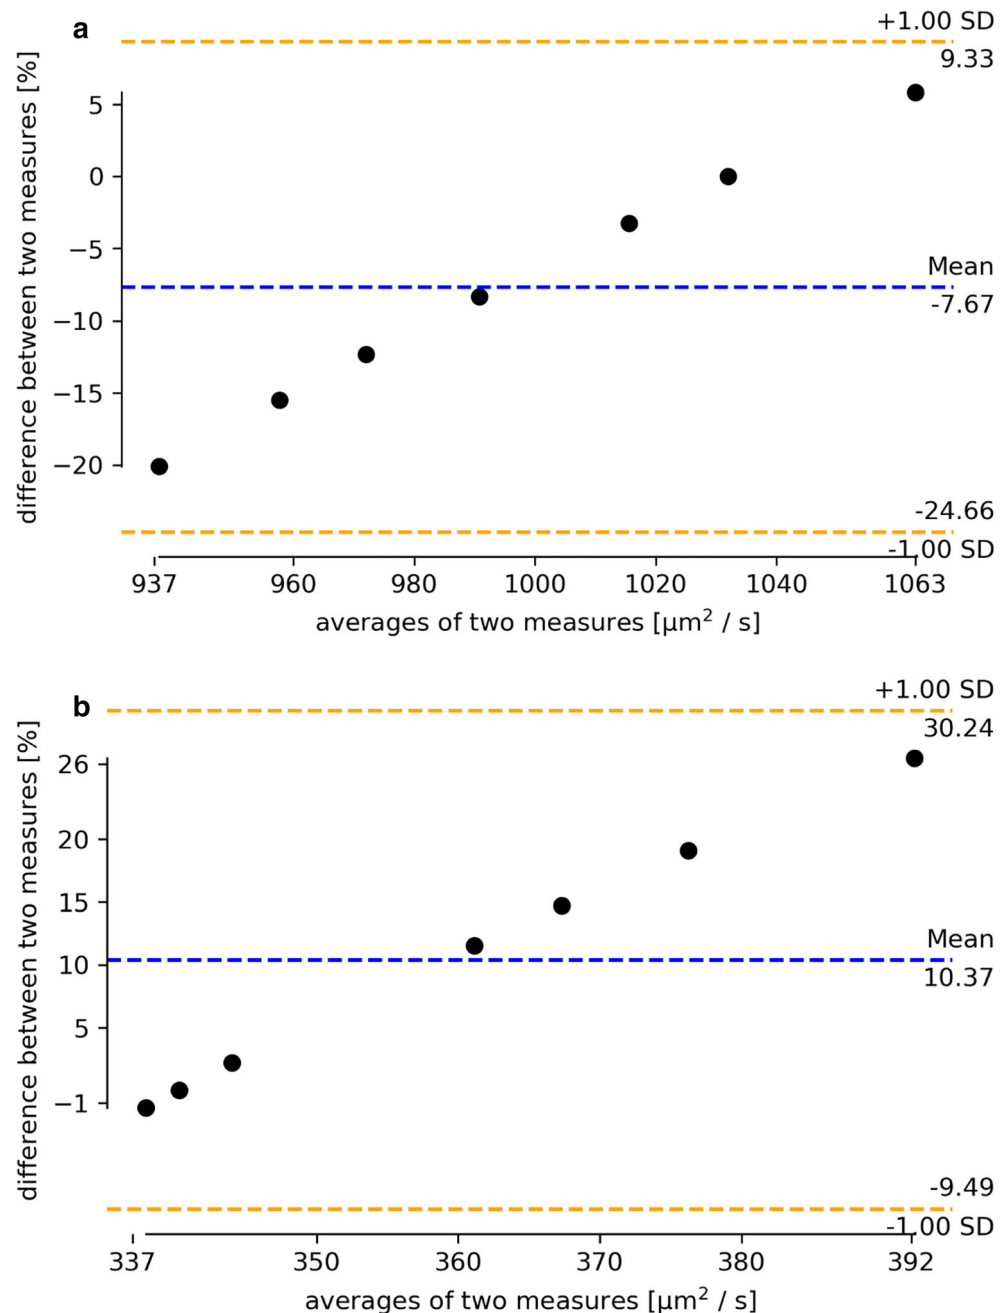 a
+1.00 SD
9.33
difference between two measures [%]
5
0
−5
−10
−15
−20
Mean
-7.67
-24.66
-1.00 SD
937 960 980 1000 1020 1040 1063
averages of two measures [µm² / s]
b
+1.00 SD
30.24
difference between two measures [%]
26
20
15
10
5
−1
Mean
10.37
-9.49
-1.00 SD
337 350 360 370 380 392
averages of two measures [µm² / s]